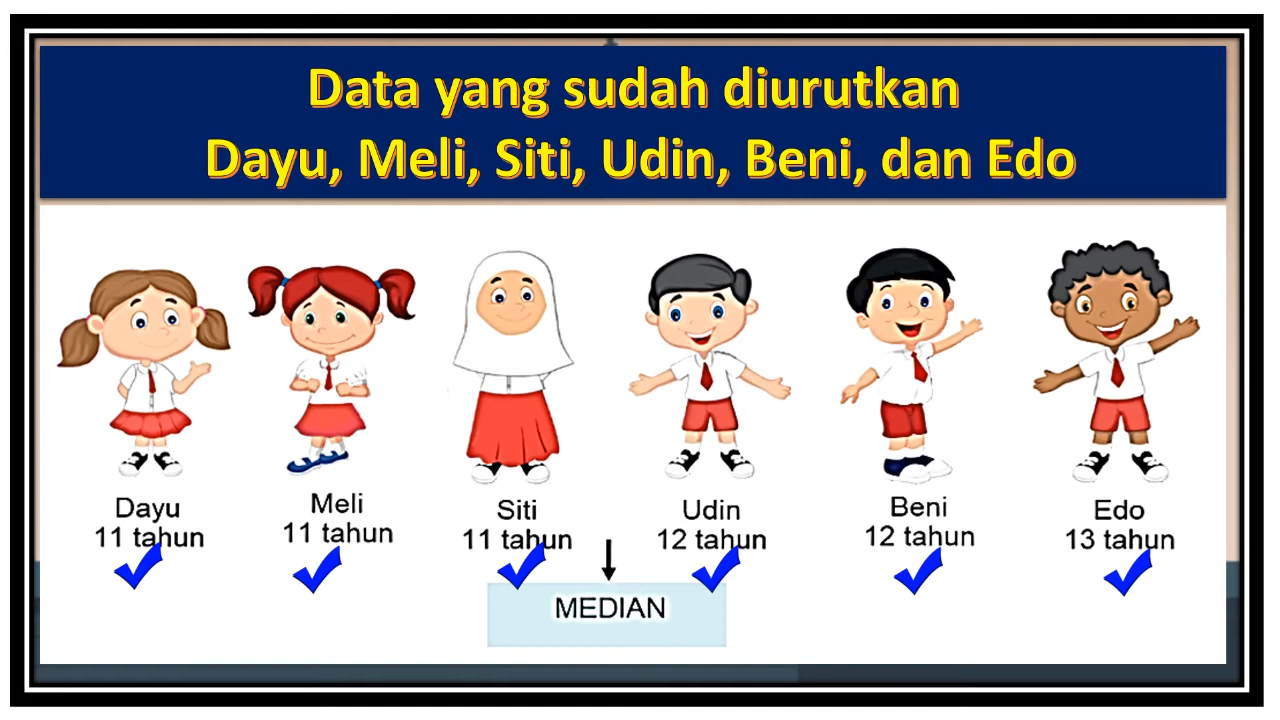 Data yang sudah diurutkan
Dayu, Meli, Siti, Udin, Beni, dan Edo
Dayu
11 tahun
Meli
11 tahun
Siti
11 tahun
Udin
12 tahun
Beni
12 tahun
Edo
13 tahun
MEDIAN